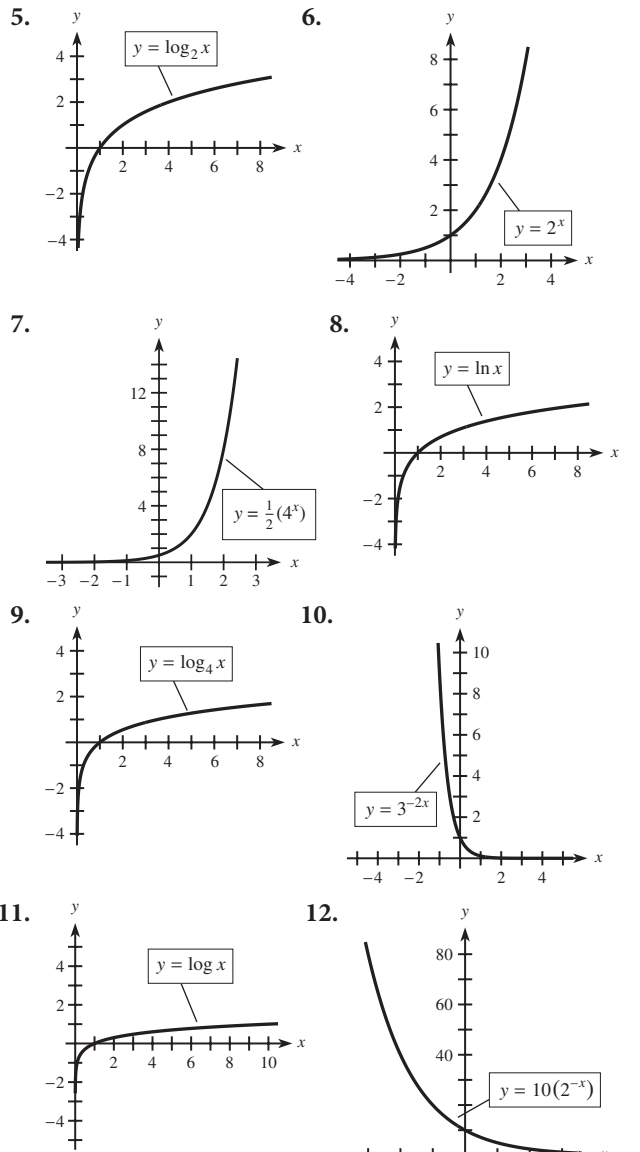 5.
y
4
y = log₂ x
2
2 4 6 8 x
−2
−4
6.
y
8
6
4
2
y = 2ˣ
−4 −2 2 4 x
7.
y
12
8
4
y = ½(4ˣ)
−3 −2 −1 1 2 3 x
8.
y
4
y = ln x
2
2 4 6 8 x
−2
−4
9.
y
4
y = log₄ x
2
2 4 6 8 x
−2
−4
10.
y
10
8
6
4
y = 3⁻²ˣ
2
−4 −2 2 4 x
11.
y
4
y = log x
2
2 4 6 8 10 x
−2
−4
12.
y
80
60
40
y = 10(2⁻ˣ)